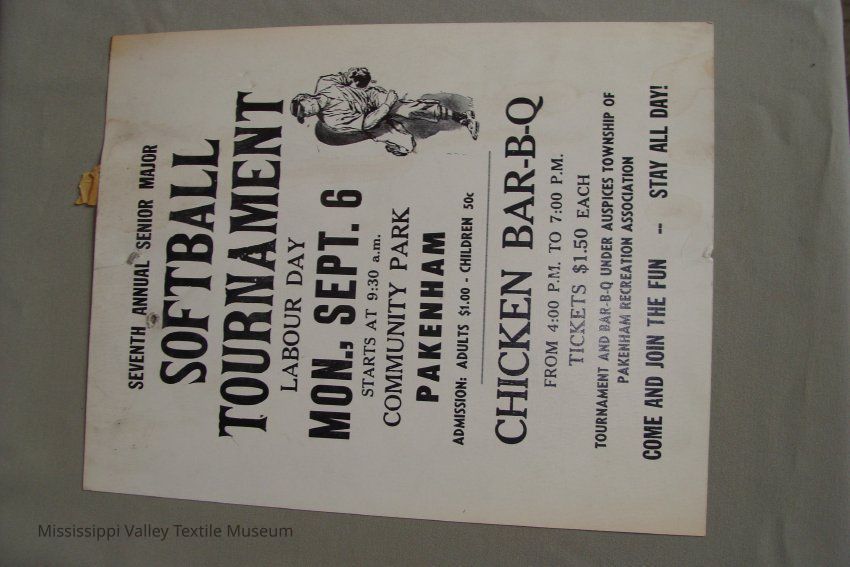 SEVENTH ANNUAL SENIOR MAJOR
SOFTBALL
TOURNAMENT
LABOUR DAY
MON., SEPT. 6
STARTS AT 9:30 a.m.
COMMUNITY PARK
PAKENHAM
ADMISSION: ADULTS $1.00 - CHILDREN 50c
CHICKEN BAR-B-Q
FROM 4:00 P.M. TO 7:00 P.M.
TICKETS $1.50 EACH
TOURNAMENT AND BAR-B-Q UNDER AUSPICES TOWNSHIP OF
PAKENHAM RECREATION ASSOCIATION
COME AND JOIN THE FUN -- STAY ALL DAY!
Mississippi Valley Textile Museum